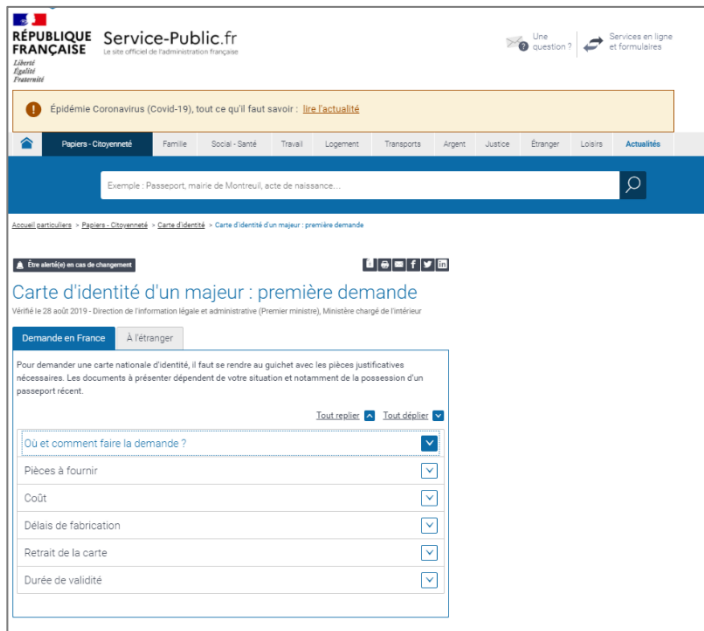 RÉPUBLIQUE
FRANÇAISE
Liberté
Égalité
Fraternité
Service-Public.fr
Le site officiel de l'administration française
Une
question ?
Services en ligne
et formulaires
Épidémie Coronavirus (Covid-19), tout ce qu'il faut savoir : lire l'actualité
Papiers - Citoyenneté Famille Social - Santé Travail Logement Transports Argent Justice Étranger Loisirs Actualités
Exemple : Passeport, mairie de Montreuil, acte de naissance...
Accueil particuliers > Papiers - Citoyenneté > Carte d'identité > Carte d'identité d'un majeur : première demande
Être alerté(e) en cas de changement
Carte d'identité d'un majeur : première demande
Vérifié le 28 août 2019 - Direction de l'information légale et administrative (Premier ministre), Ministère chargé de l'intérieur
Demande en France À l'étranger
Pour demander une carte nationale d'identité, il faut se rendre au guichet avec les pièces justificatives
nécessaires. Les documents à présenter dépendent de votre situation et notamment de la possession d'un
passeport récent.
Tout replier Tout déplier
Où et comment faire la demande ?
Pièces à fournir
Coût
Délais de fabrication
Retrait de la carte
Durée de validité